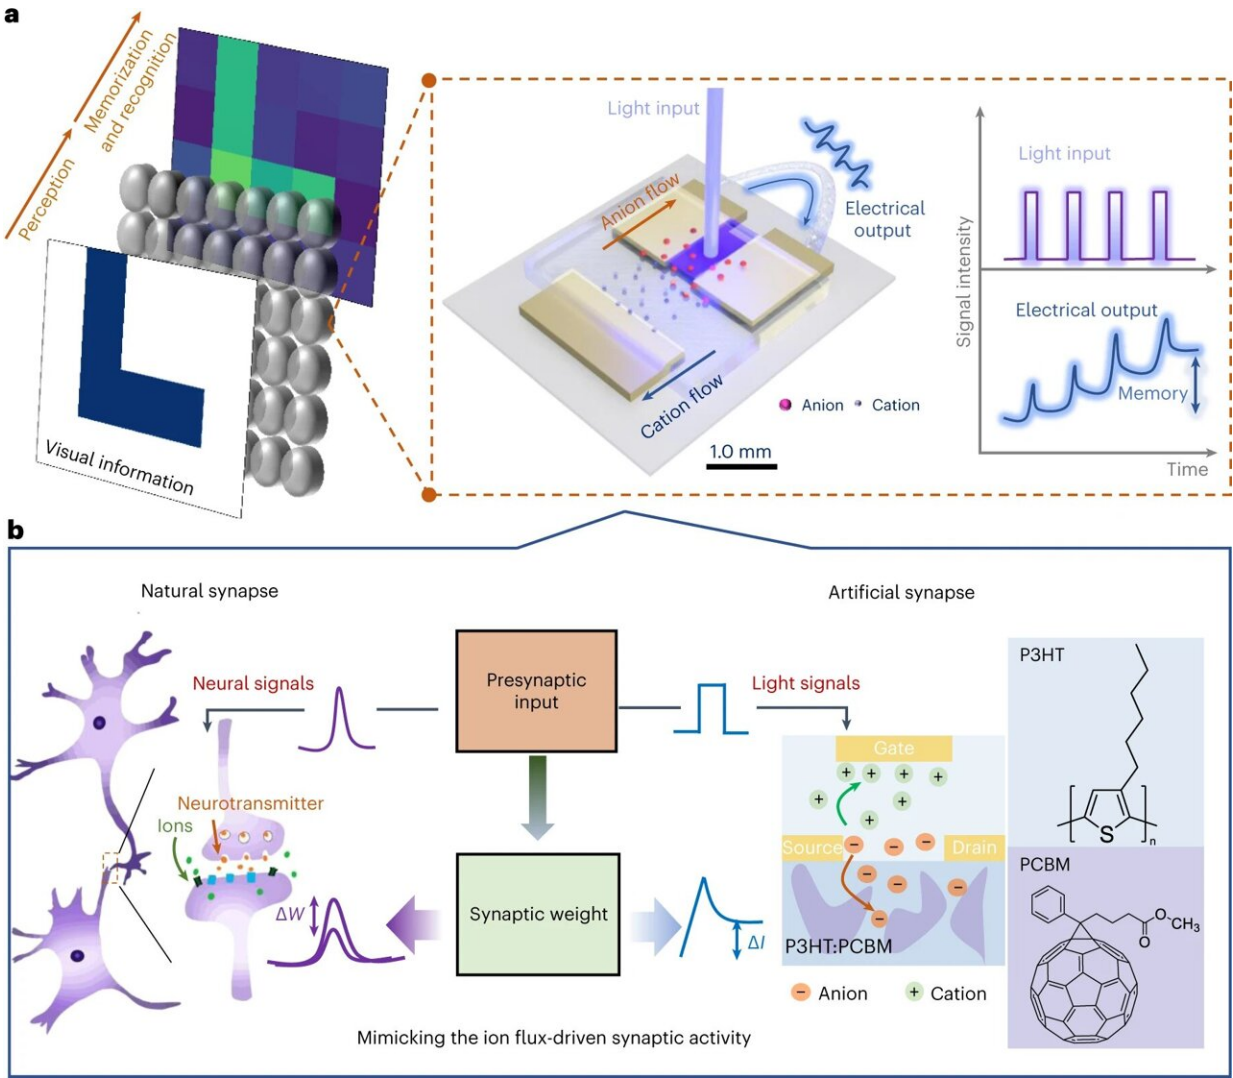 a
Memorization
and recognition
Perception
Visual information
Light input
Anion flow
Electrical
output
Cation flow
Anion
Cation
1.0 mm
Signal intensity
Light input
Electrical output
Memory
Time
b
Natural synapse
Artificial synapse
Neural signals
Presynaptic
input
Light signals
Neurotransmitter
Ions
ΔW
Synaptic weight
ΔI
Gate
+ + + +
+ +
+
Source
Drain
− − −
− −
−
−
P3HT:PCBM
− Anion
+ Cation
P3HT
S
n
PCBM
O
CH3
O
Mimicking the ion flux-driven synaptic activity